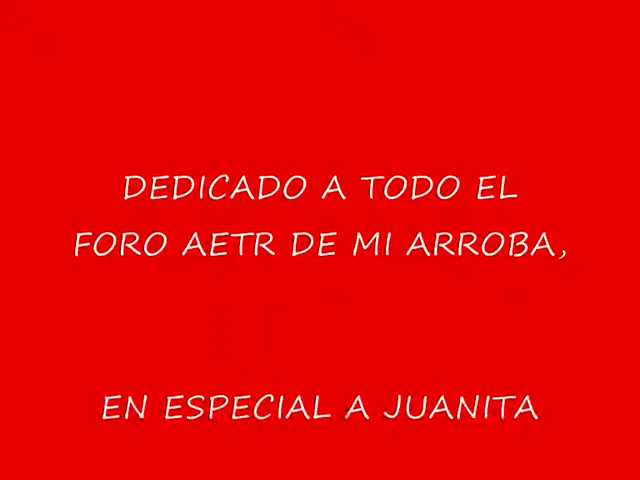 DEDICADO A TODO EL
FORO AETR DE MI ARROBA,
EN ESPECIAL A JUANITA